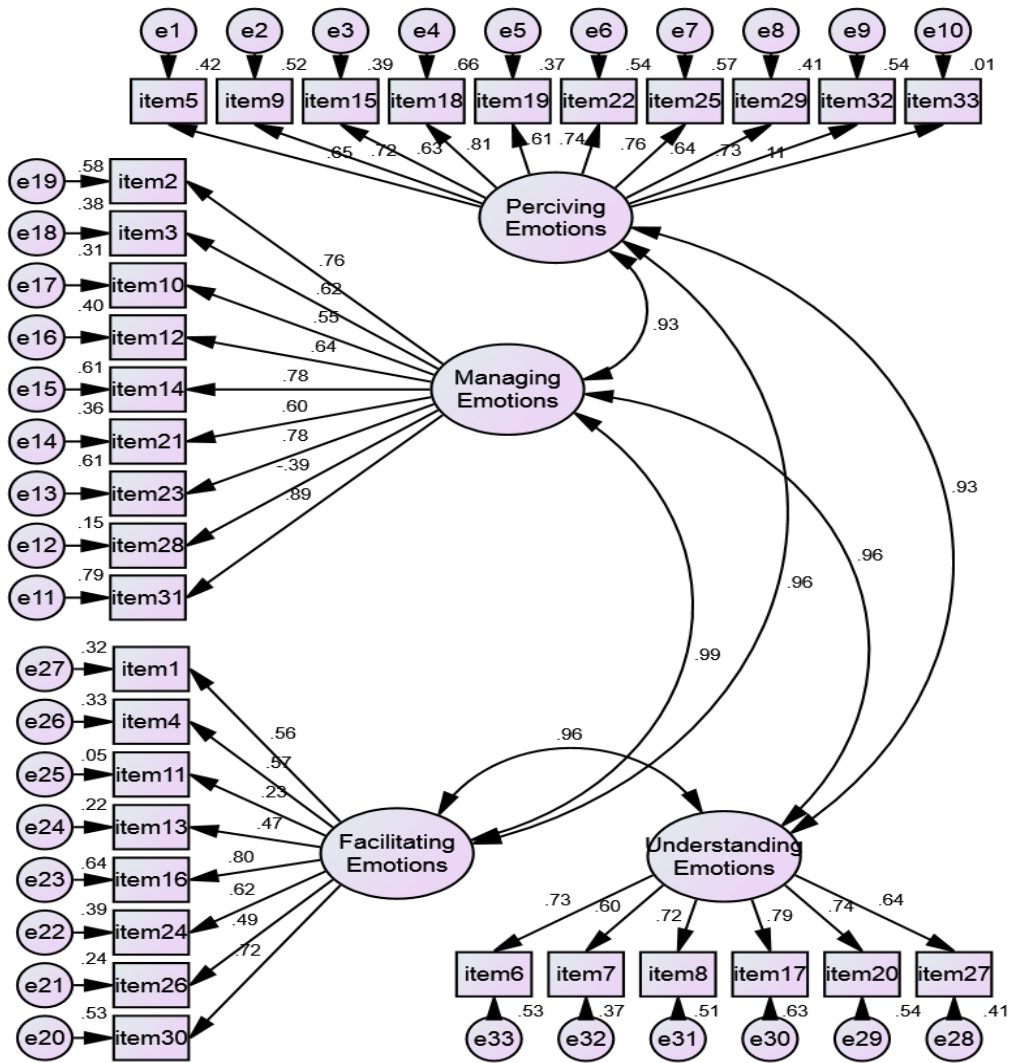 e1 e2 e3 e4 e5 e6 e7 e8 e9 e10
.42 .52 .39 .66 .37 .54 .57 .41 .54 .01
item5 item9 item15 item18 item19 item22 item25 item29 item32 item33
.65 .72 .63 .81 .61 .74 .76 .64 .73 .11
Perciving
Emotions
e19 .58 item2
e18 .38 item3
e17 .31 item10
e16 .40 item12
e15 .61 item14
e14 .36 item21
e13 .61 item23
e12 .15 item28
e11 .79 item31
.76
.62
.55
.64
.78
.60
.78
-.39
.89
Managing
Emotions
.93
.93
.96
.96
.99
.96
e27 .32 item1
e26 .33 item4
e25 .05 item11
e24 .22 item13
e23 .64 item16
e22 .39 item24
e21 .24 item26
e20 .53 item30
.56
.57
.23
.47
.80
.62
.49
.72
Facilitating
Emotions
Understanding
Emotions
.73 .60 .72 .79 .74 .64
item6 item7 item8 item17 item20 item27
.53 .37 .51 .63 .54 .41
e33 e32 e31 e30 e29 e28